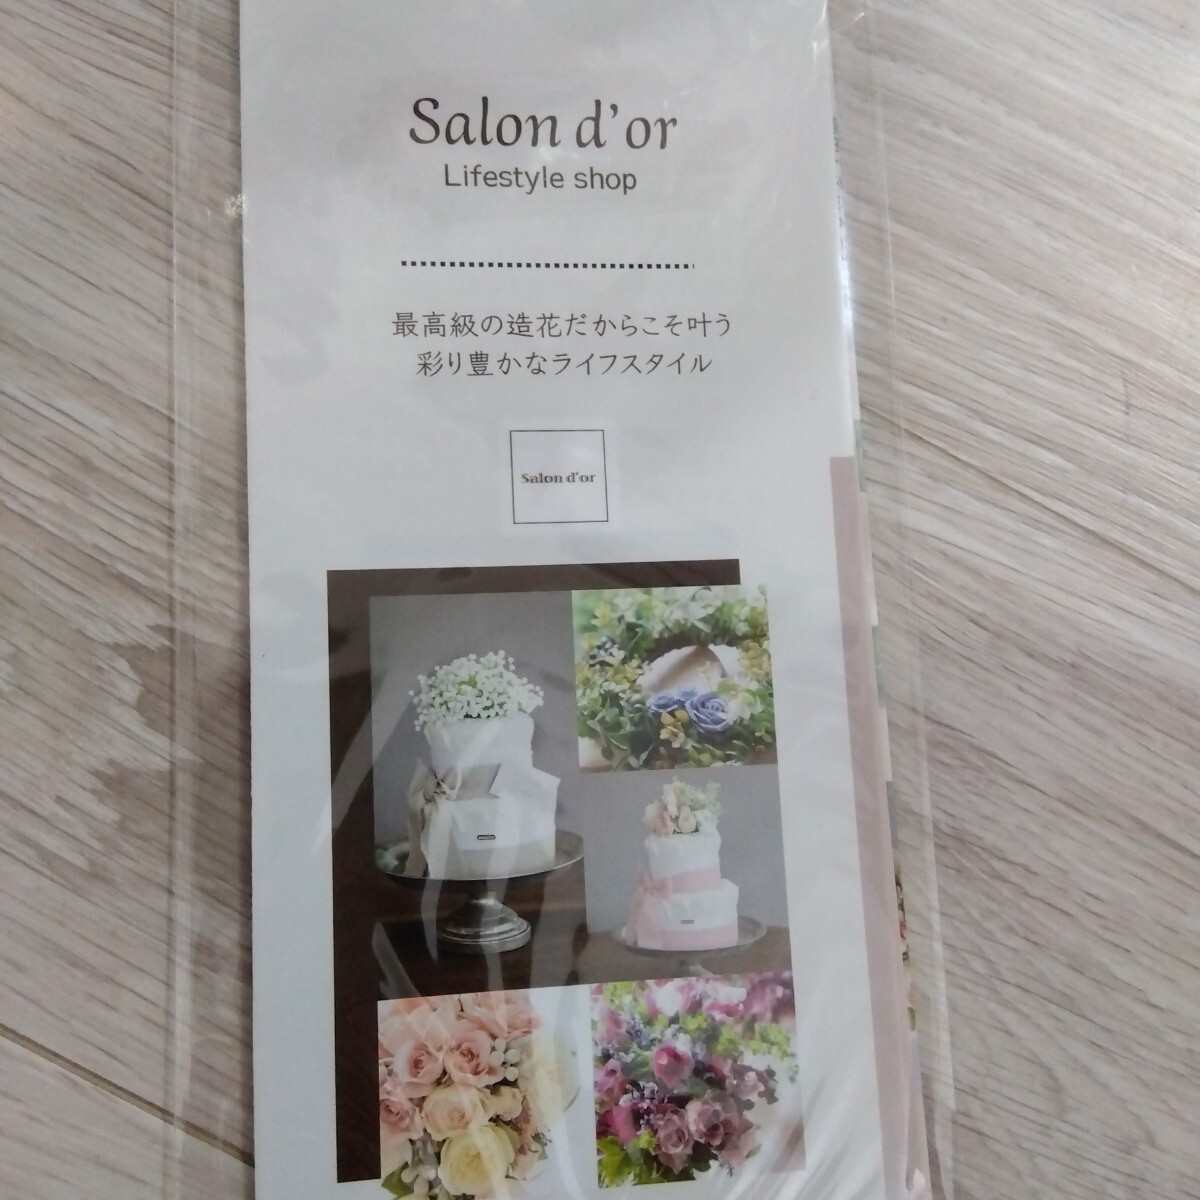 Salon d'or
Lifestyle shop
最高級の造花だからこそ叶う
彩り豊かなライフスタイル
Salon d'or